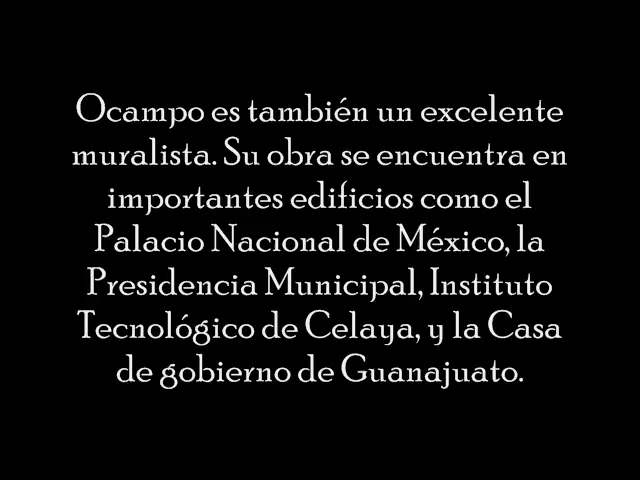 Ocampo es también un excelente
muralista. Su obra se encuentra en
importantes edificios como el
Palacio Nacional de México, la
Presidencia Municipal, Instituto
Tecnológico de Celaya, y la Casa
de gobierno de Guanajuato.